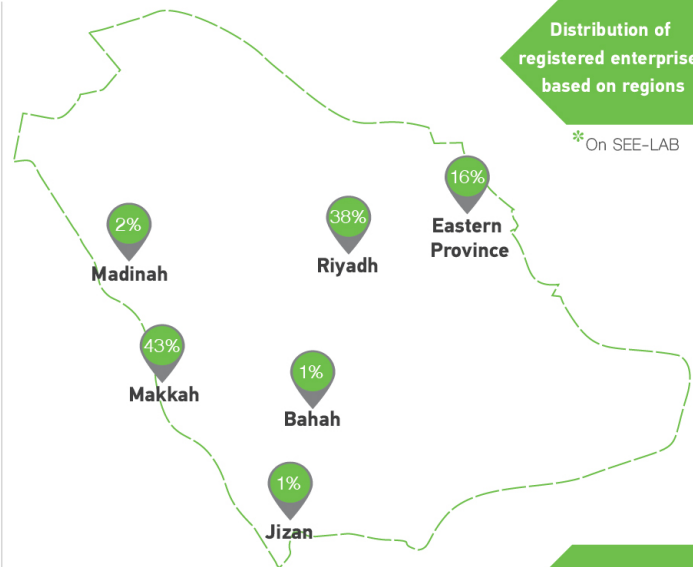 Distribution of
registered enterprise
based on regions
*On SEE-LAB
16%
Eastern
Province
38%
Riyadh
2%
Madinah
43%
Makkah
1%
Bahah
1%
Jizan